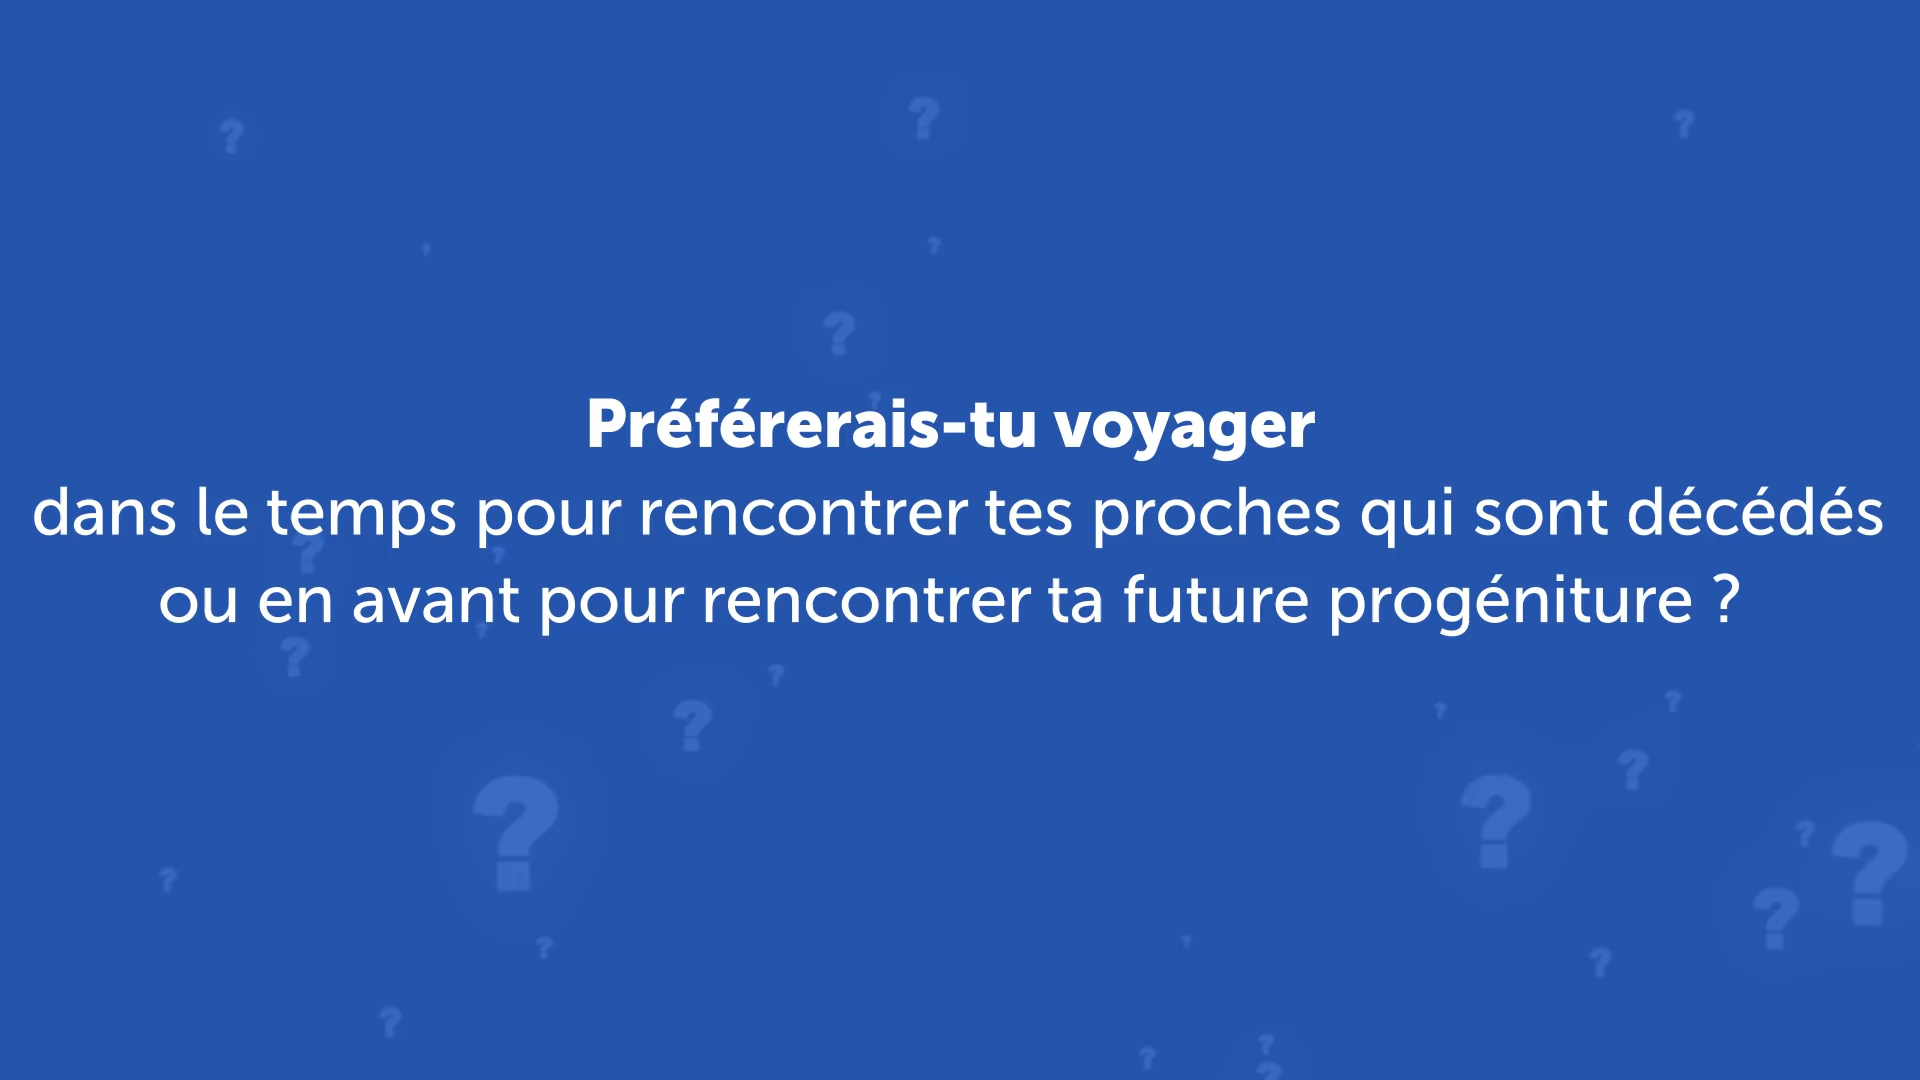 Préférerais-tu voyager
dans le temps pour rencontrer tes proches qui sont décédés
ou en avant pour rencontrer ta future progéniture ?